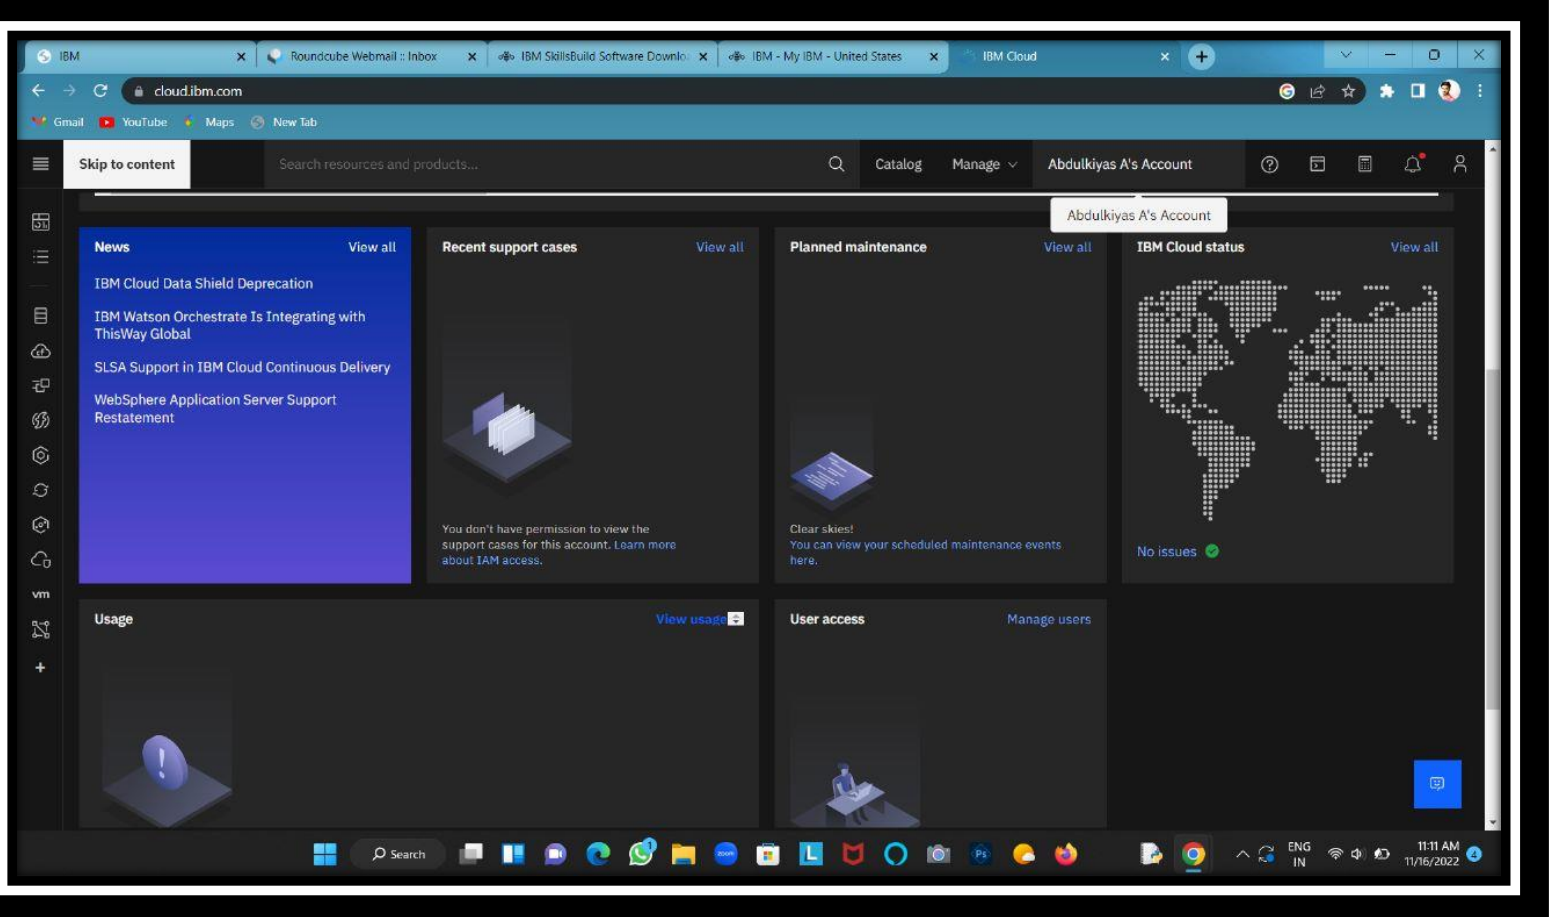 IBM
Roundcube Webmail :: Inbox
IBM SkillsBuild Software Downlo
IBM - My IBM - United States
IBM Cloud
cloud.ibm.com
Gmail
YouTube
Maps
New Tab
Skip to content
Search resources and products...
Catalog
Manage
Abdulkiyas A's Account
Abdulkiyas A's Account
News
View all
IBM Cloud Data Shield Deprecation
IBM Watson Orchestrate Is Integrating with
ThisWay Global
SLSA Support in IBM Cloud Continuous Delivery
WebSphere Application Server Support
Restatement
Recent support cases
View all
You don't have permission to view the
support cases for this account. Learn more
about IAM access.
Planned maintenance
View all
Clear skies!
You can view your scheduled maintenance events
here.
IBM Cloud status
View all
No issues
vm
Usage
View usage
User access
Manage users
Search
1
zoom
L
Ps
ENG
IN
11:11 AM
11/16/2022
4